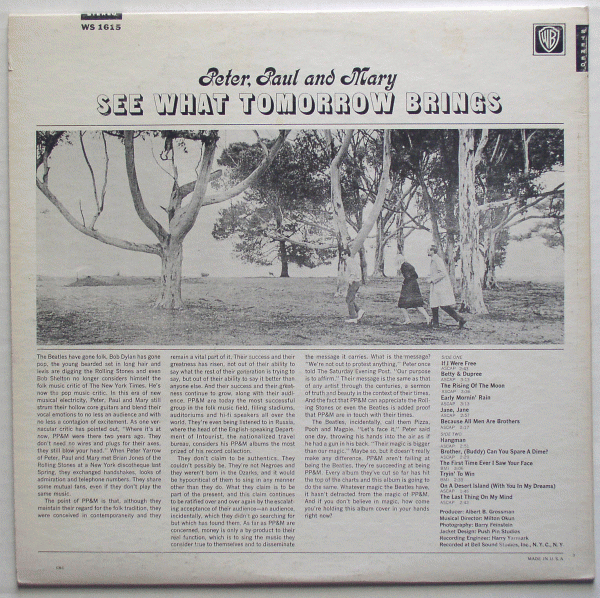 STEREO
WS 1615
WB
Peter, Paul and Mary
SEE WHAT TOMORROW BRINGS
The Beatles have gone folk. Bob Dylan has gone
pop, the young bearded set in long hair and
levis are digging the Rolling Stones and even
Bob Shelton no longer considers himself the
folk music critic of The New York Times. He's
now the pop music critic. In this era of new
musical electricity, Peter, Paul and Mary still
strum their hollow core guitars and blend their
vocal emotions to no less an audience and with
no less a contagion of excitement. As one ver-
nacular critic has pointed out, "Where it's at
now, PP&M were there two years ago. They
don't need no wires and plugs for their axes,
they still blow your head." When Peter Yarrow
of Peter, Paul and Mary met Brian Jones of the
Rolling Stones at a New York discotheque last
Spring, they exchanged handshakes, looks of
admiration and telephone numbers. They share
some mutual fans, even if they don't play the
same music.
The point of PP&M is that, although they
maintain their regard for the folk tradition, they
were conceived in contemporaneity and they
remain a vital part of it. Their success and their
greatness has risen, not out of their ability to
say what the rest of their generation is trying to
say, but out of their ability to say it better than
anyone else. And their success and their great-
ness continue to grow, along with their audi-
ence. PP&M are today the most successful
group in the folk music field, filling stadiums,
auditoriums and hi-fi speakers all over the
world. They're even being listened to in Russia,
where the head of the English-speaking Depart-
ment of Intourist, the nationalized travel
bureau, considers his PP&M albums the most
prized of his record collection.
They don't claim to be authentics. They
couldn't possibly be. They're not Negroes and
they weren't born in the Ozarks, and it would
be hypocritical of them to sing in any manner
other than they do. What they claim is to be
part of the present, and this claim continues
to be ratified over and over again by the escalat-
ing acceptance of their audience—an audience,
incidentally, which they didn't go searching for
but which has found them. As far as PP&M are
concerned, money is only a by-product to their
real function, which is to sing the music they
consider true to themselves and to disseminate
the message it carries. What is the message?
"We're not out to protest anything," Peter once
told The Saturday Evening Post. "Our purpose
is to affirm." Their message is the same as that
of any artist through the centuries, a sermon
of truth and beauty in the context of their times.
And the fact that PP&M can appreciate the Rol-
ling Stones or even the Beatles is added proof
that PP&M are in touch with their times.
The Beatles, incidentally, call them Pizza,
Pooh and Magpie. "Let's face it," Peter said
one day, throwing his hands into the air as if
he had a gun in his back. "Their magic is bigger
than our magic." Maybe so, but it doesn't really
make any difference. PP&M aren't failing at
being the Beatles, they're succeeding at being
PP&M. Every album they've cut so far has hit
the top of the charts and this album is going to
do the same. Whatever magic the Beatles have,
it hasn't detracted from the magic of PP&M.
And if you don't believe in magic, how come
you're holding this album cover in your hands
right now?
SIDE ONE
If I Were Free
ASCAP
Betty & Dupree
ASCAP
The Rising Of The Moon
ASCAP
Early Mornin' Rain
ASCAP
Jane, Jane
ASCAP
Because All Men Are Brothers
ASCAP
SIDE TWO
Hangman
ASCAP
Brother, (Buddy) Can You Spare A Dime?
ASCAP
The First Time Ever I Saw Your Face
Tryin' To Win
On A Desert Island (With You In My Dreams)
ASCAP
The Last Thing On My Mind
Producer: Albert B. Grossman
Musical Director: Milton Okun
Photography: Barry Feinstein
Jacket Design: Push Pin Studios
Recording Engineer: Harry Yarmark
Recorded at Bell Sound Studios, Inc., N.Y.C., N.Y.
MADE IN U.S.A.